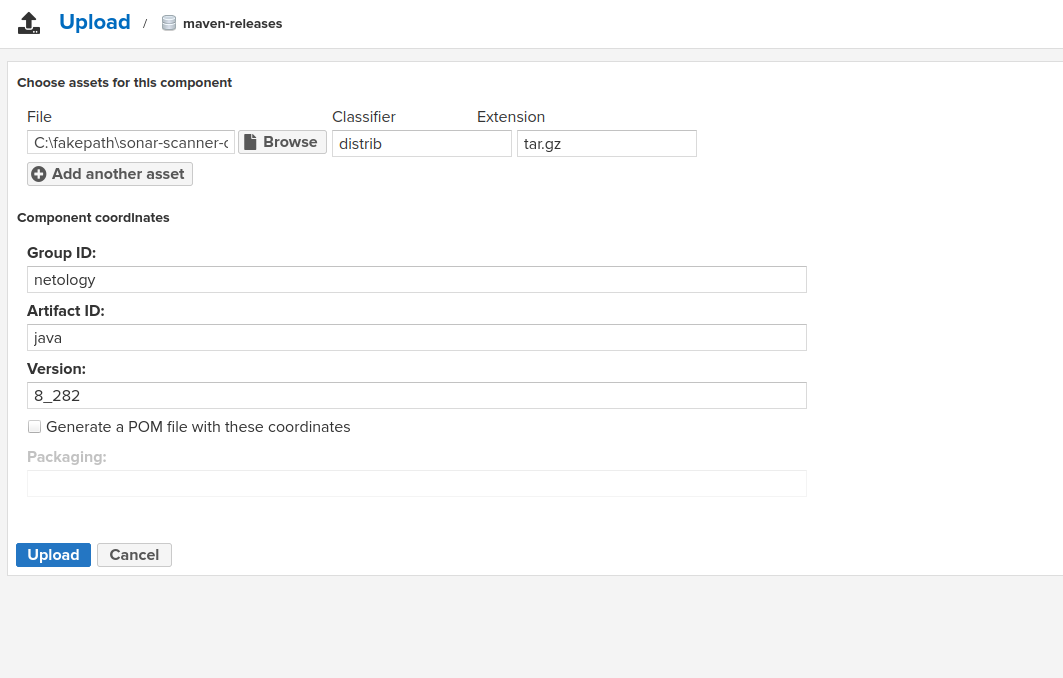 Upload / maven-releases
Choose assets for this component
File Classifier Extension
C:\fakepath\sonar-scanner-c Browse distrib tar.gz
Add another asset
Component coordinates
Group ID:
netology
Artifact ID:
java
Version:
8_282
Generate a POM file with these coordinates
Packaging:
Upload Cancel